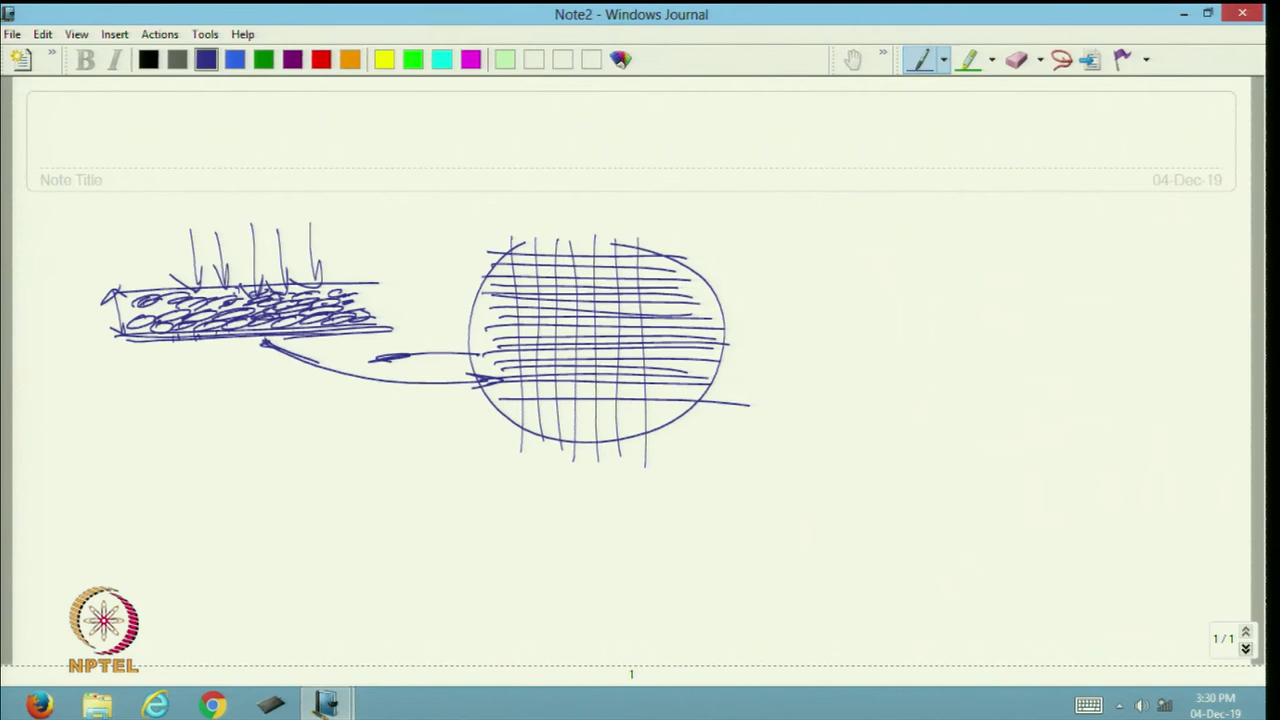 Note2 - Windows Journal
File Edit View Insert Actions Tools Help
B I
Note Title
04-Dec-19
NPTEL
1 / 1
1
3:30 PM
04-Dec-19